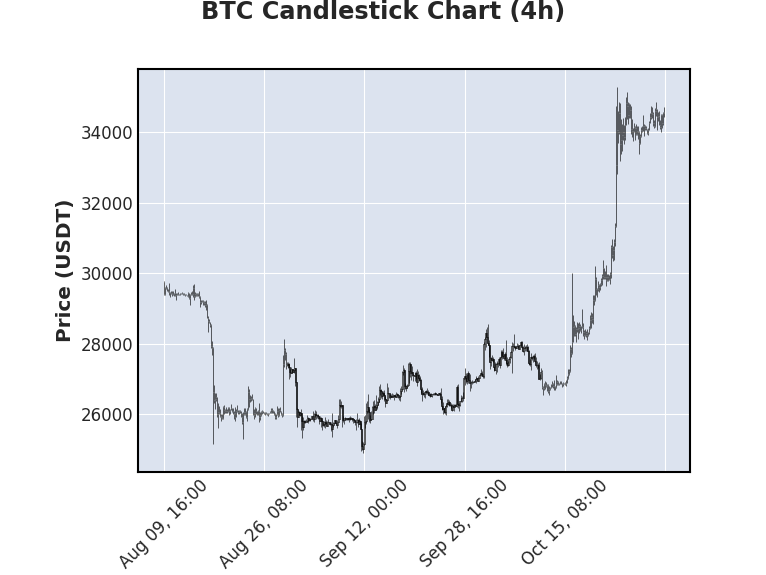 BTC Candlestick Chart (4h)
Price (USDT)
34000
32000
30000
28000
26000
Aug 09, 16:00
Aug 26, 08:00
Sep 12, 00:00
Sep 28, 16:00
Oct 15, 08:00